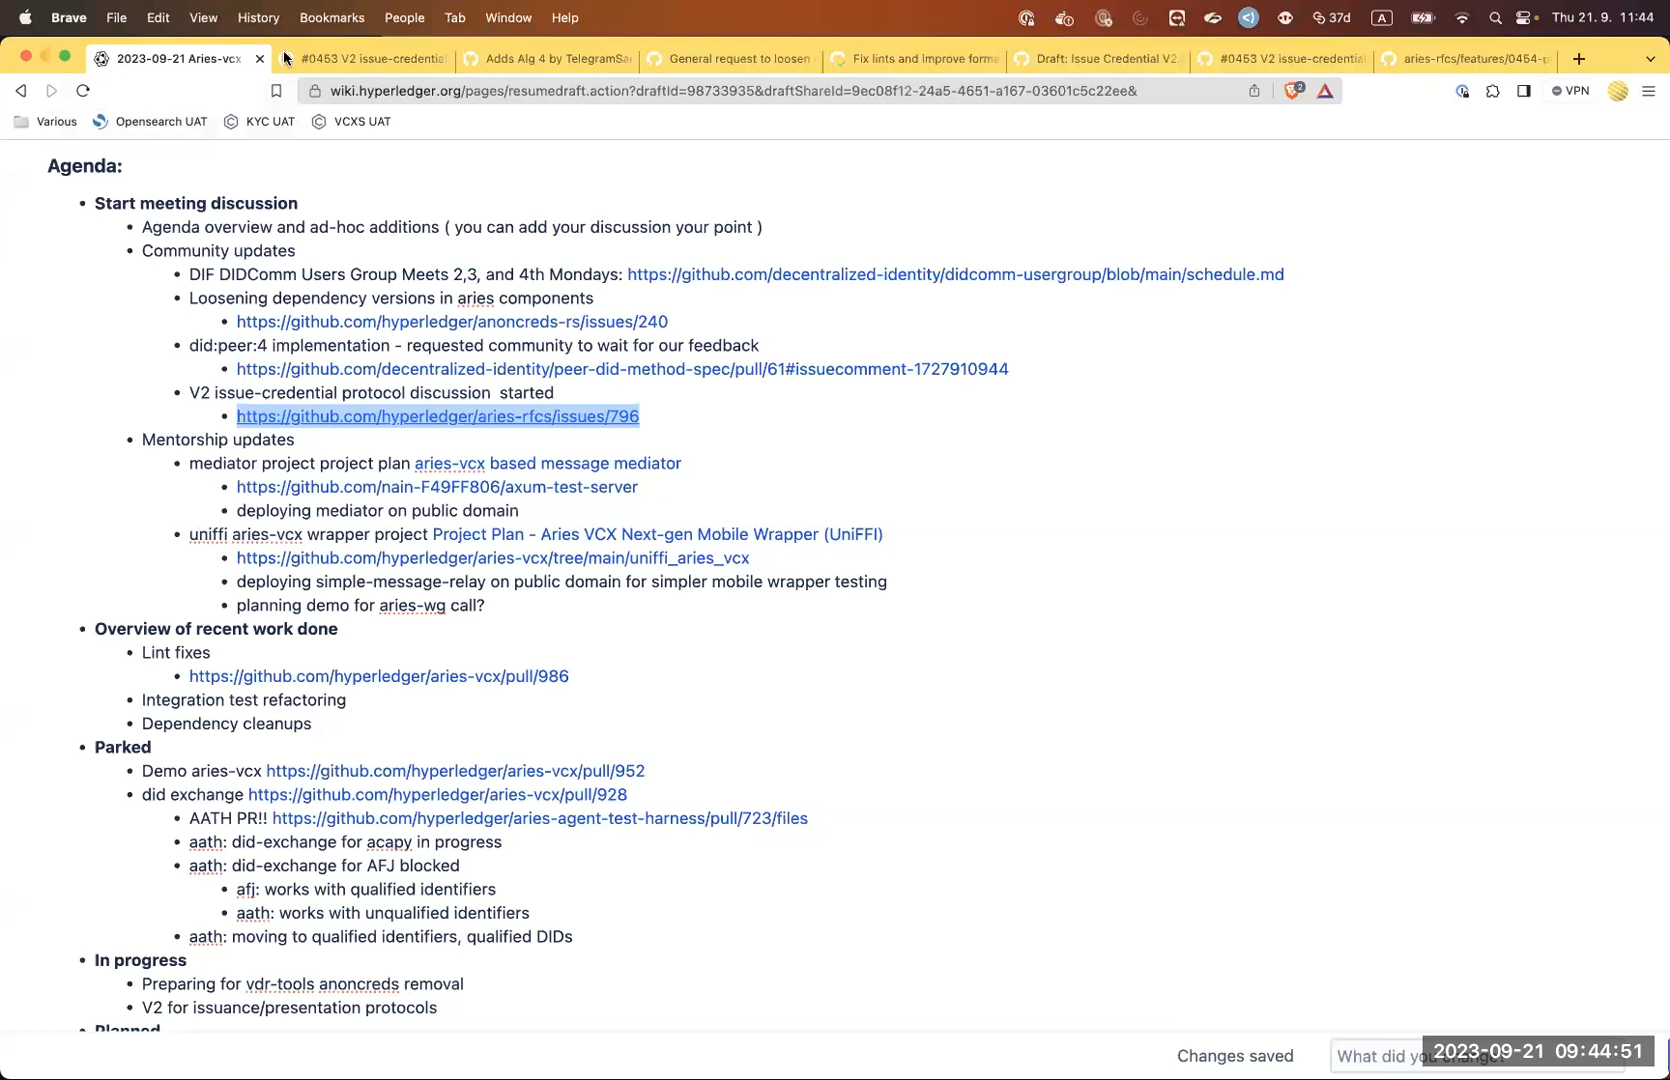 Brave File Edit View History Bookmarks People Tab Window Help 37d A Thu 21. 9. 11:44
2023-09-21 Aries-vcx #0453 V2 issue-credential Adds Alg 4 by TelegramSa General request to loosen Fix lints and improve forma Draft: Issue Credential V2. #0453 V2 issue-credential aries-rfcs/features/0454-p
wiki.hyperledger.org/pages/resumedraft.action?draftId=98733935&draftShareId=9ec08f12-24a5-4651-a167-03601c5c22ee& 2 VPN
Various Opensearch UAT KYC UAT VCXS UAT
Agenda:
Start meeting discussion
Agenda overview and ad-hoc additions ( you can add your discussion your point )
Community updates
DIF DIDComm Users Group Meets 2,3, and 4th Mondays: https://github.com/decentralized-identity/didcomm-usergroup/blob/main/schedule.md
Loosening dependency versions in aries components
https://github.com/hyperledger/anoncreds-rs/issues/240
did:peer:4 implementation - requested community to wait for our feedback
https://github.com/decentralized-identity/peer-did-method-spec/pull/61#issuecomment-1727910944
V2 issue-credential protocol discussion started
https://github.com/hyperledger/aries-rfcs/issues/796
Mentorship updates
mediator project project plan aries-vcx based message mediator
https://github.com/nain-F49FF806/axum-test-server
deploying mediator on public domain
uniffi aries-vcx wrapper project Project Plan - Aries VCX Next-gen Mobile Wrapper (UniFFI)
https://github.com/hyperledger/aries-vcx/tree/main/uniffi_aries_vcx
deploying simple-message-relay on public domain for simpler mobile wrapper testing
planning demo for aries-wg call?
Overview of recent work done
Lint fixes
https://github.com/hyperledger/aries-vcx/pull/986
Integration test refactoring
Dependency cleanups
Parked
Demo aries-vcx https://github.com/hyperledger/aries-vcx/pull/952
did exchange https://github.com/hyperledger/aries-vcx/pull/928
AATH PR!! https://github.com/hyperledger/aries-agent-test-harness/pull/723/files
aath: did-exchange for acapy in progress
aath: did-exchange for AFJ blocked
afj: works with qualified identifiers
aath: works with unqualified identifiers
aath: moving to qualified identifiers, qualified DIDs
In progress
Preparing for vdr-tools anoncreds removal
V2 for issuance/presentation protocols
Planned
Changes saved What did you 2023-09-21 09:44:51